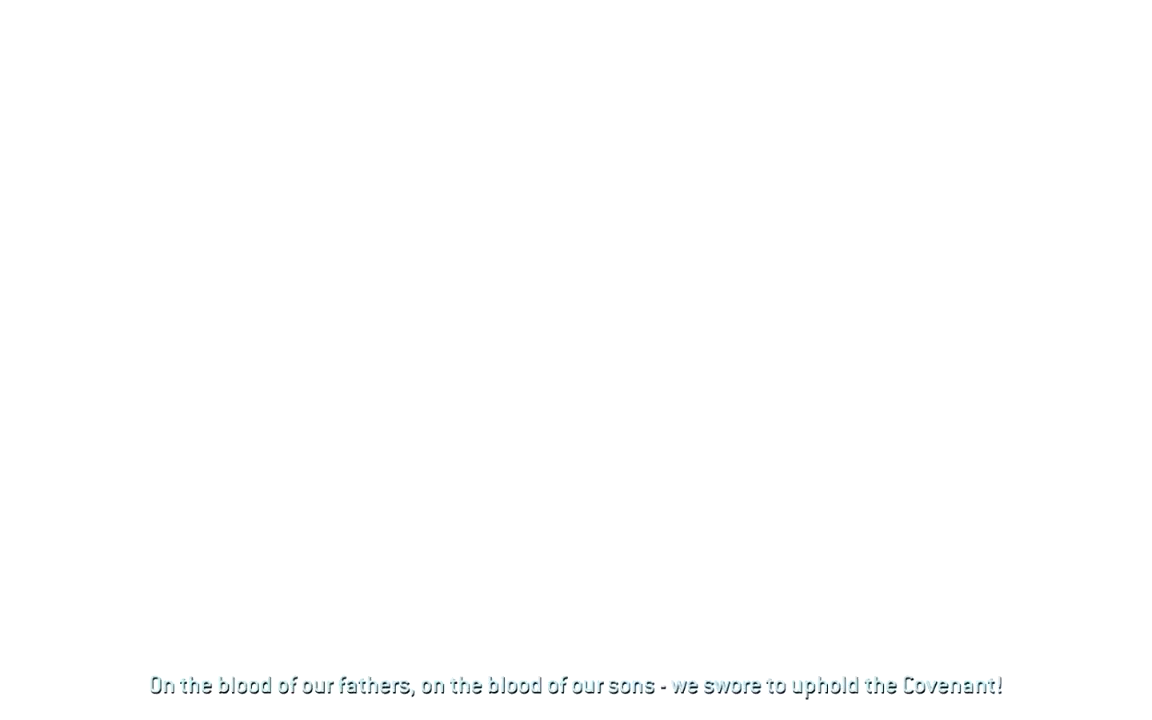 On the blood of our fathers, on the blood of our sons - we swore to uphold the Covenant!